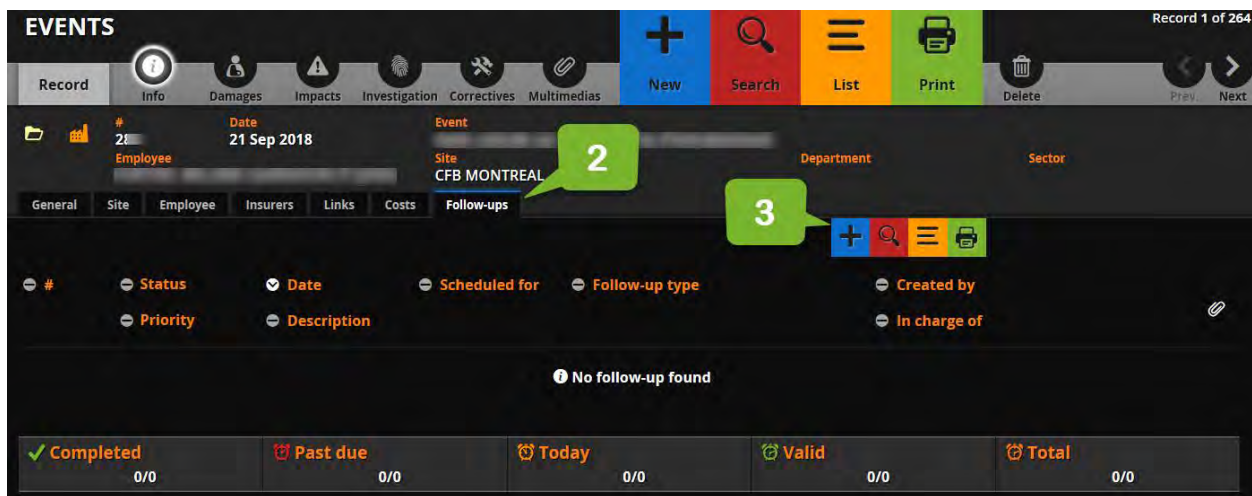 EVENTS
Record 1 of 264
Record Info Damages Impacts Investigation Correctives Multimedias New Search List Print Delete Prev. Next
# Date Event
21 Sep 2018
Employee Site Department Sector
CFB MONTREAL
2
General Site Employee Insurers Links Costs Follow-ups
3
# Status Date Scheduled for Follow-up type Created by
Priority Description In charge of
No follow-up found
Completed Past due Today Valid Total
0/0 0/0 0/0 0/0 0/0